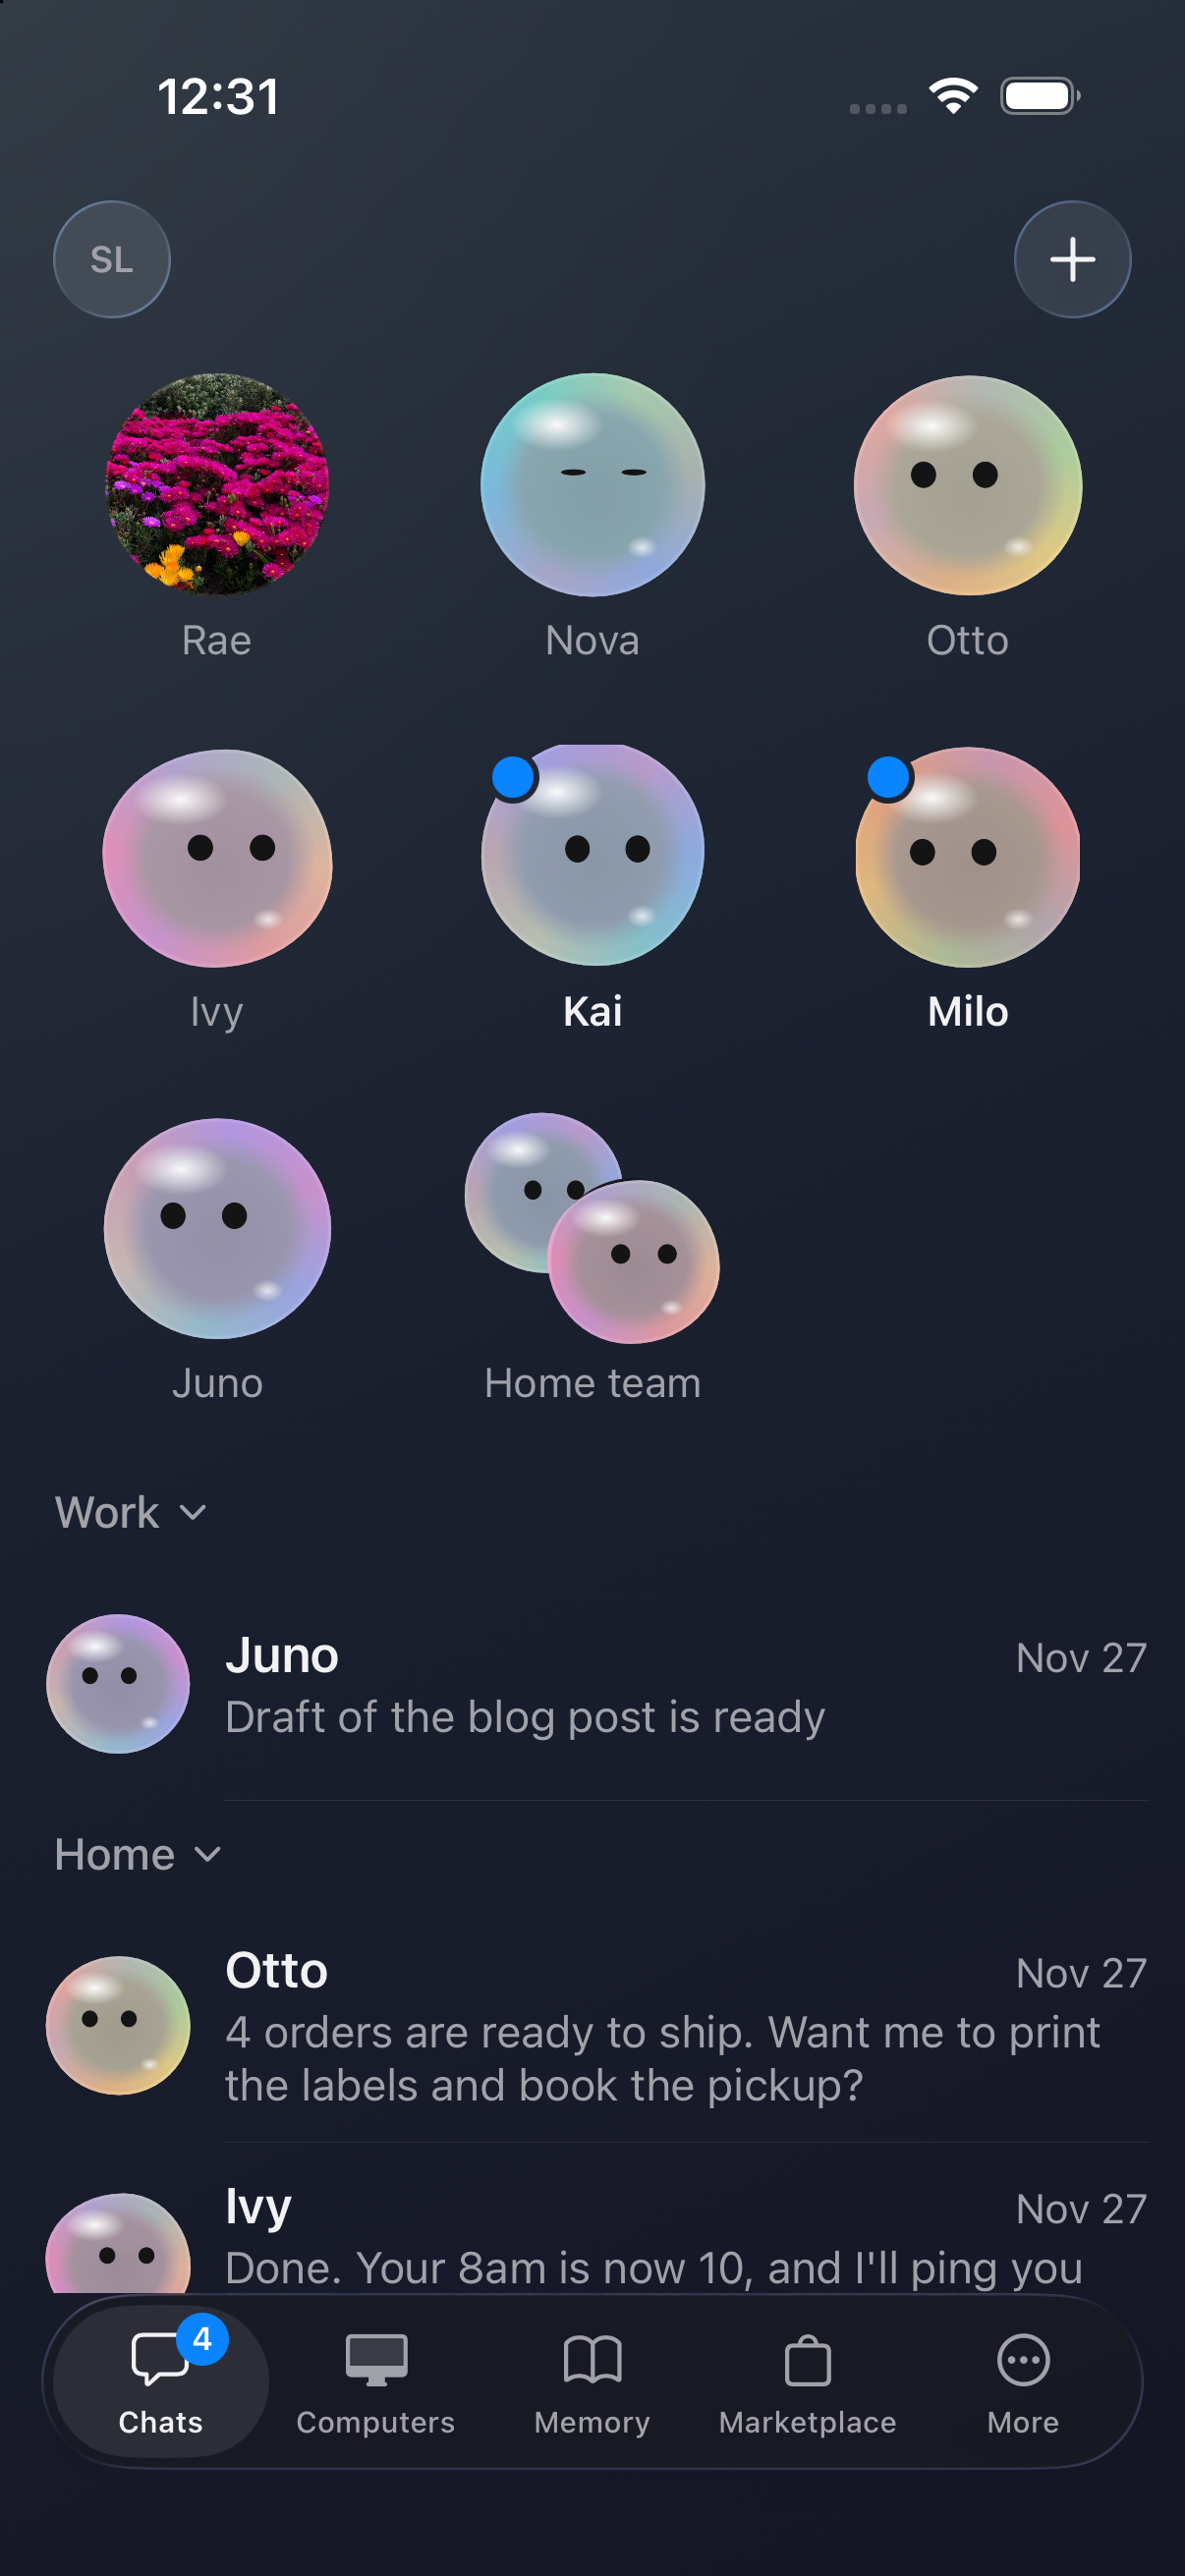 12:31
SL
Rae
Nova
Otto
Ivy
Kai
Milo
Juno
Home team
Work
Juno
Nov 27
Draft of the blog post is ready
Home
Otto
Nov 27
4 orders are ready to ship. Want me to print
the labels and book the pickup?
Ivy
Nov 27
Done. Your 8am is now 10, and I'll ping you
4
Chats
Computers
Memory
Marketplace
More